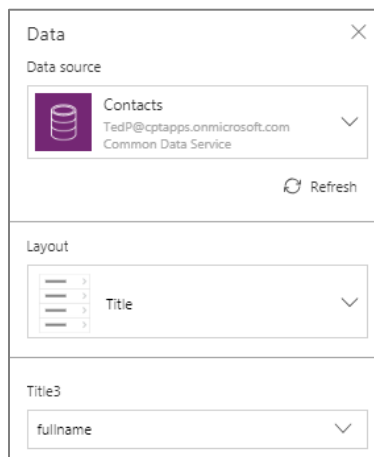 Data
Data source
Contacts
TedP@cptapps.onmicrosoft.com
Common Data Service
Refresh
Layout
Title
Title3
fullname